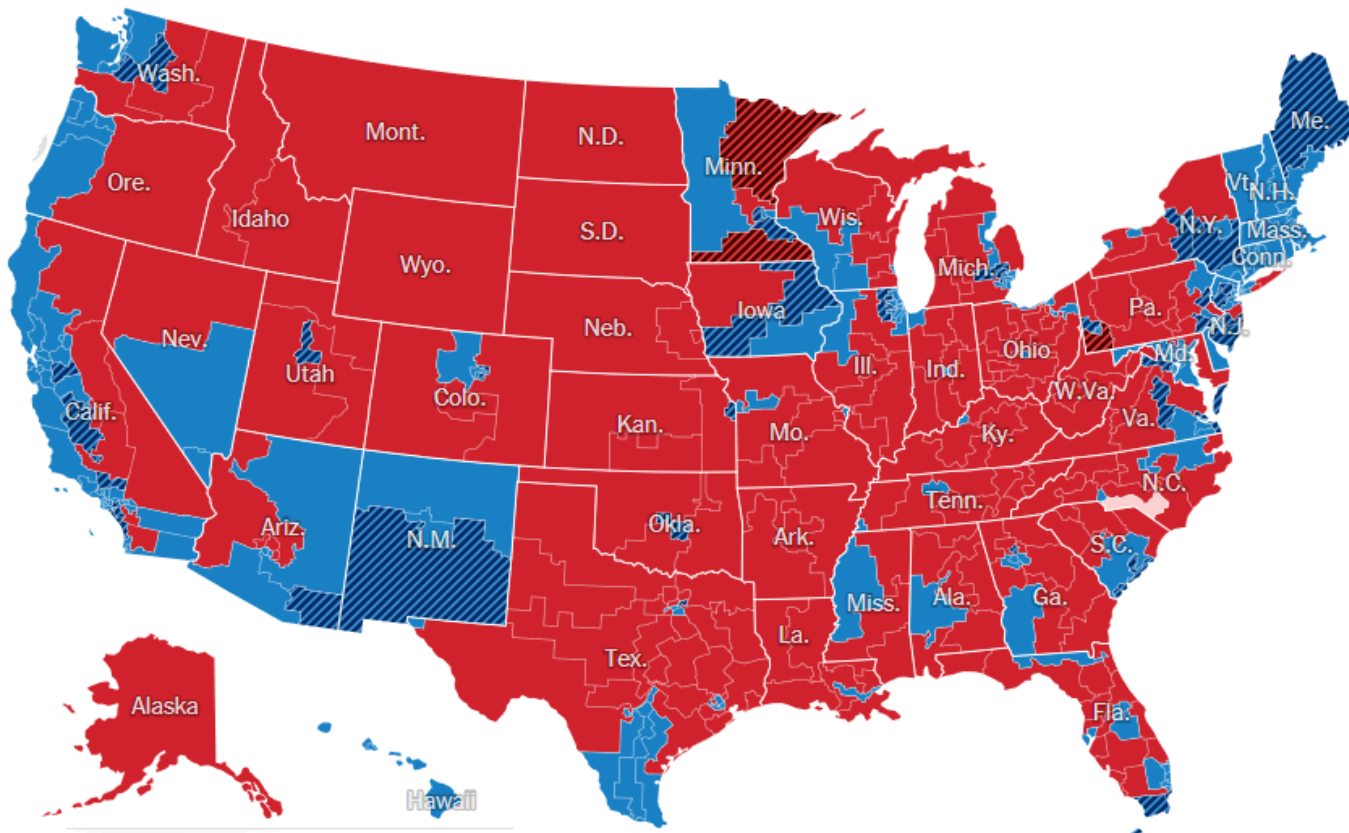 Wash.
Mont.
N.D.
Minn.
Me.
Ore.
Idaho
S.D.
Wis.
Vt.
N.H.
N.Y.
Mass.
Wyo.
Mich.
Conn.
Iowa
Pa.
Neb.
Nev.
N.J.
Utah
Ill.
Ind.
Ohio
Md.
Colo.
W.Va.
Calif.
Kan.
Mo.
Ky.
Va.
N.C.
Tenn.
Ariz.
N.M.
Okla.
Ark.
S.C.
Miss.
Ala.
Ga.
La.
Tex.
Alaska
Fla.
Hawaii